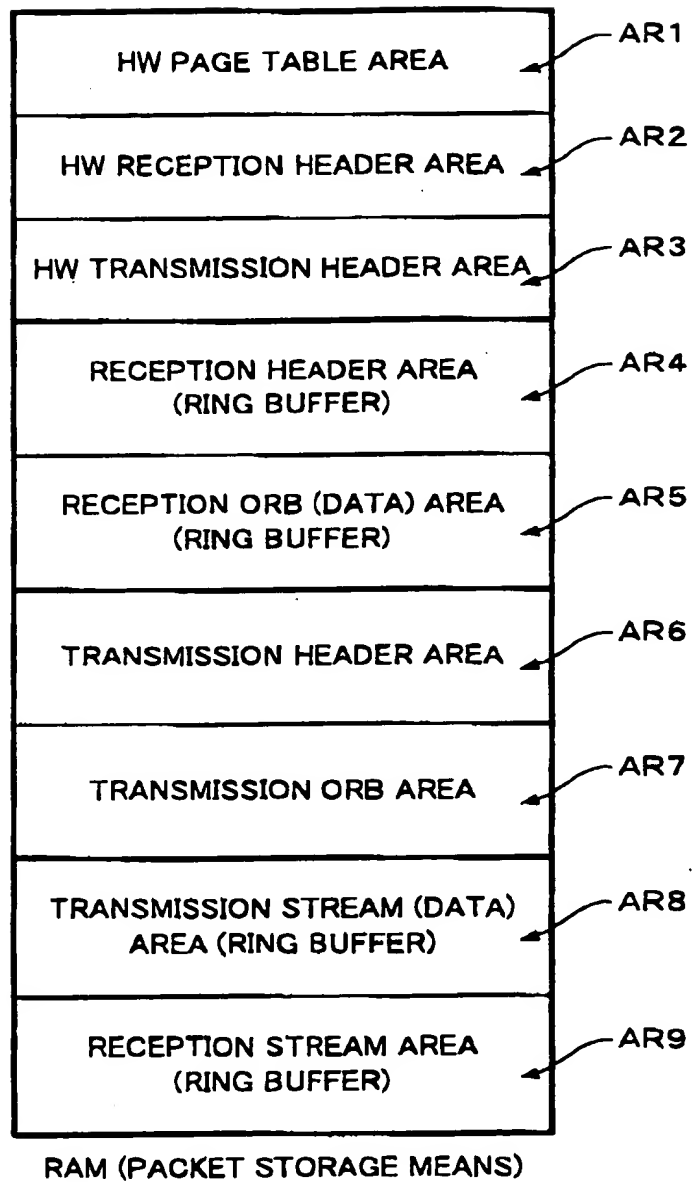 HW PAGE TABLE AREA
AR1
HW RECEPTION HEADER AREA
AR2
HW TRANSMISSION HEADER AREA
AR3
RECEPTION HEADER AREA
(RING BUFFER)
AR4
RECEPTION ORB (DATA) AREA
(RING BUFFER)
AR5
TRANSMISSION HEADER AREA
AR6
TRANSMISSION ORB AREA
AR7
TRANSMISSION STREAM (DATA)
AREA (RING BUFFER)
AR8
RECEPTION STREAM AREA
(RING BUFFER)
AR9
RAM (PACKET STORAGE MEANS)